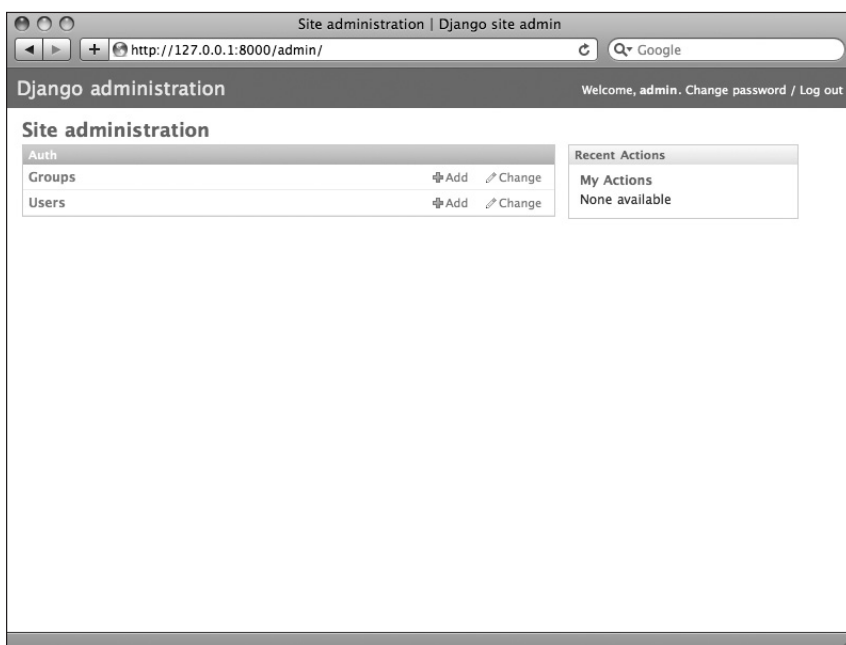 Site administration | Django site admin
http://127.0.0.1:8000/admin/
Google
Django administration
Welcome, admin. Change password / Log out
Site administration
Auth
Groups Add Change
Users Add Change
Recent Actions
My Actions
None available